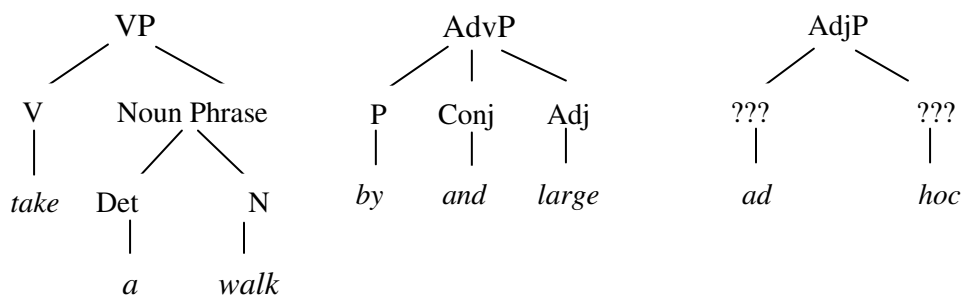 VP AdvP AdjP
V Noun Phrase P Conj Adj ??? ???
take Det N by and large ad hoc
a walk